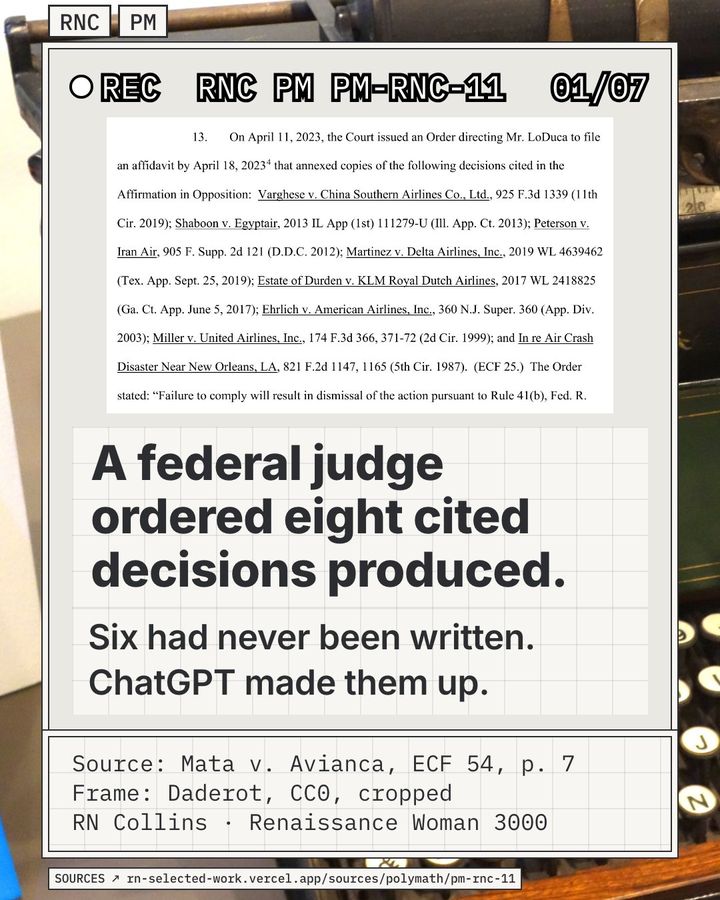 RNC PM
REC RNC PM PM-RNC-11 01/07
13. On April 11, 2023, the Court issued an Order directing Mr. LoDuca to file
an affidavit by April 18, 2023⁴ that annexed copies of the following decisions cited in the
Affirmation in Opposition: Varghese v. China Southern Airlines Co., Ltd., 925 F.3d 1339 (11th
Cir. 2019); Shaboon v. Egyptair, 2013 IL App (1st) 111279-U (Ill. App. Ct. 2013); Peterson v.
Iran Air, 905 F. Supp. 2d 121 (D.D.C. 2012); Martinez v. Delta Airlines, Inc., 2019 WL 4639462
(Tex. App. Sept. 25, 2019); Estate of Durden v. KLM Royal Dutch Airlines, 2017 WL 2418825
(Ga. Ct. App. June 5, 2017); Ehrlich v. American Airlines, Inc., 360 N.J. Super. 360 (App. Div.
2003); Miller v. United Airlines, Inc., 174 F.3d 366, 371-72 (2d Cir. 1999); and In re Air Crash
Disaster Near New Orleans, LA, 821 F.2d 1147, 1165 (5th Cir. 1987). (ECF 25.) The Order
stated: “Failure to comply will result in dismissal of the action pursuant to Rule 41(b), Fed. R.
A federal judge
ordered eight cited
decisions produced.
Six had never been written.
ChatGPT made them up.
Source: Mata v. Avianca, ECF 54, p. 7
Frame: Daderot, CC0, cropped
RN Collins · Renaissance Woman 3000
SOURCES ↗ rn-selected-work.vercel.app/sources/polymath/pm-rnc-11
J
N